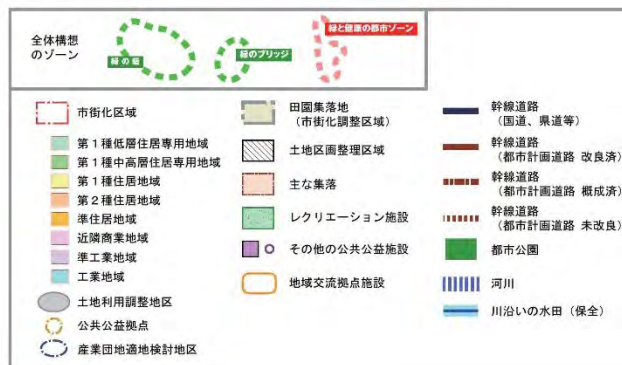 全体構想
のゾーン
緑の核
緑のブリッジ
緑と健康の都市ゾーン
市街化区域
第1種低層住居専用地域
第1種中高層住居専用地域
第1種住居地域
第2種住居地域
準住居地域
近隣商業地域
準工業地域
工業地域
土地利用調整地区
公共公益拠点
産業団地適地検討地区
田園集落地
(市街化調整区域)
土地区画整理区域
主な集落
レクリエーション施設
その他の公共公益施設
地域交流拠点施設
幹線道路
(国道、県道等)
幹線道路
(都市計画道路 改良済)
幹線道路
(都市計画道路 概成済)
幹線道路
(都市計画道路 未改良)
都市公園
河川
川沿いの水田(保全)